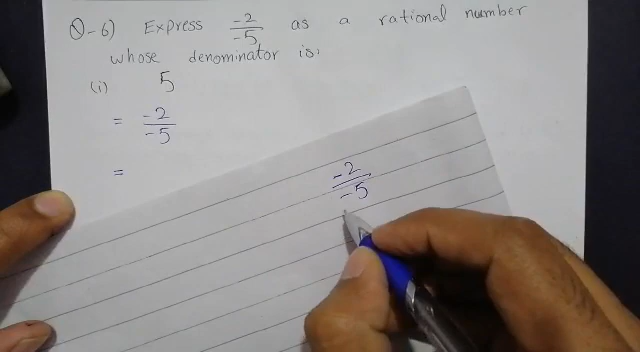 Q-6) Express -2/-5 as a rational number
whose denominator is:
(i) 5
= -2/-5
=
-2/-5